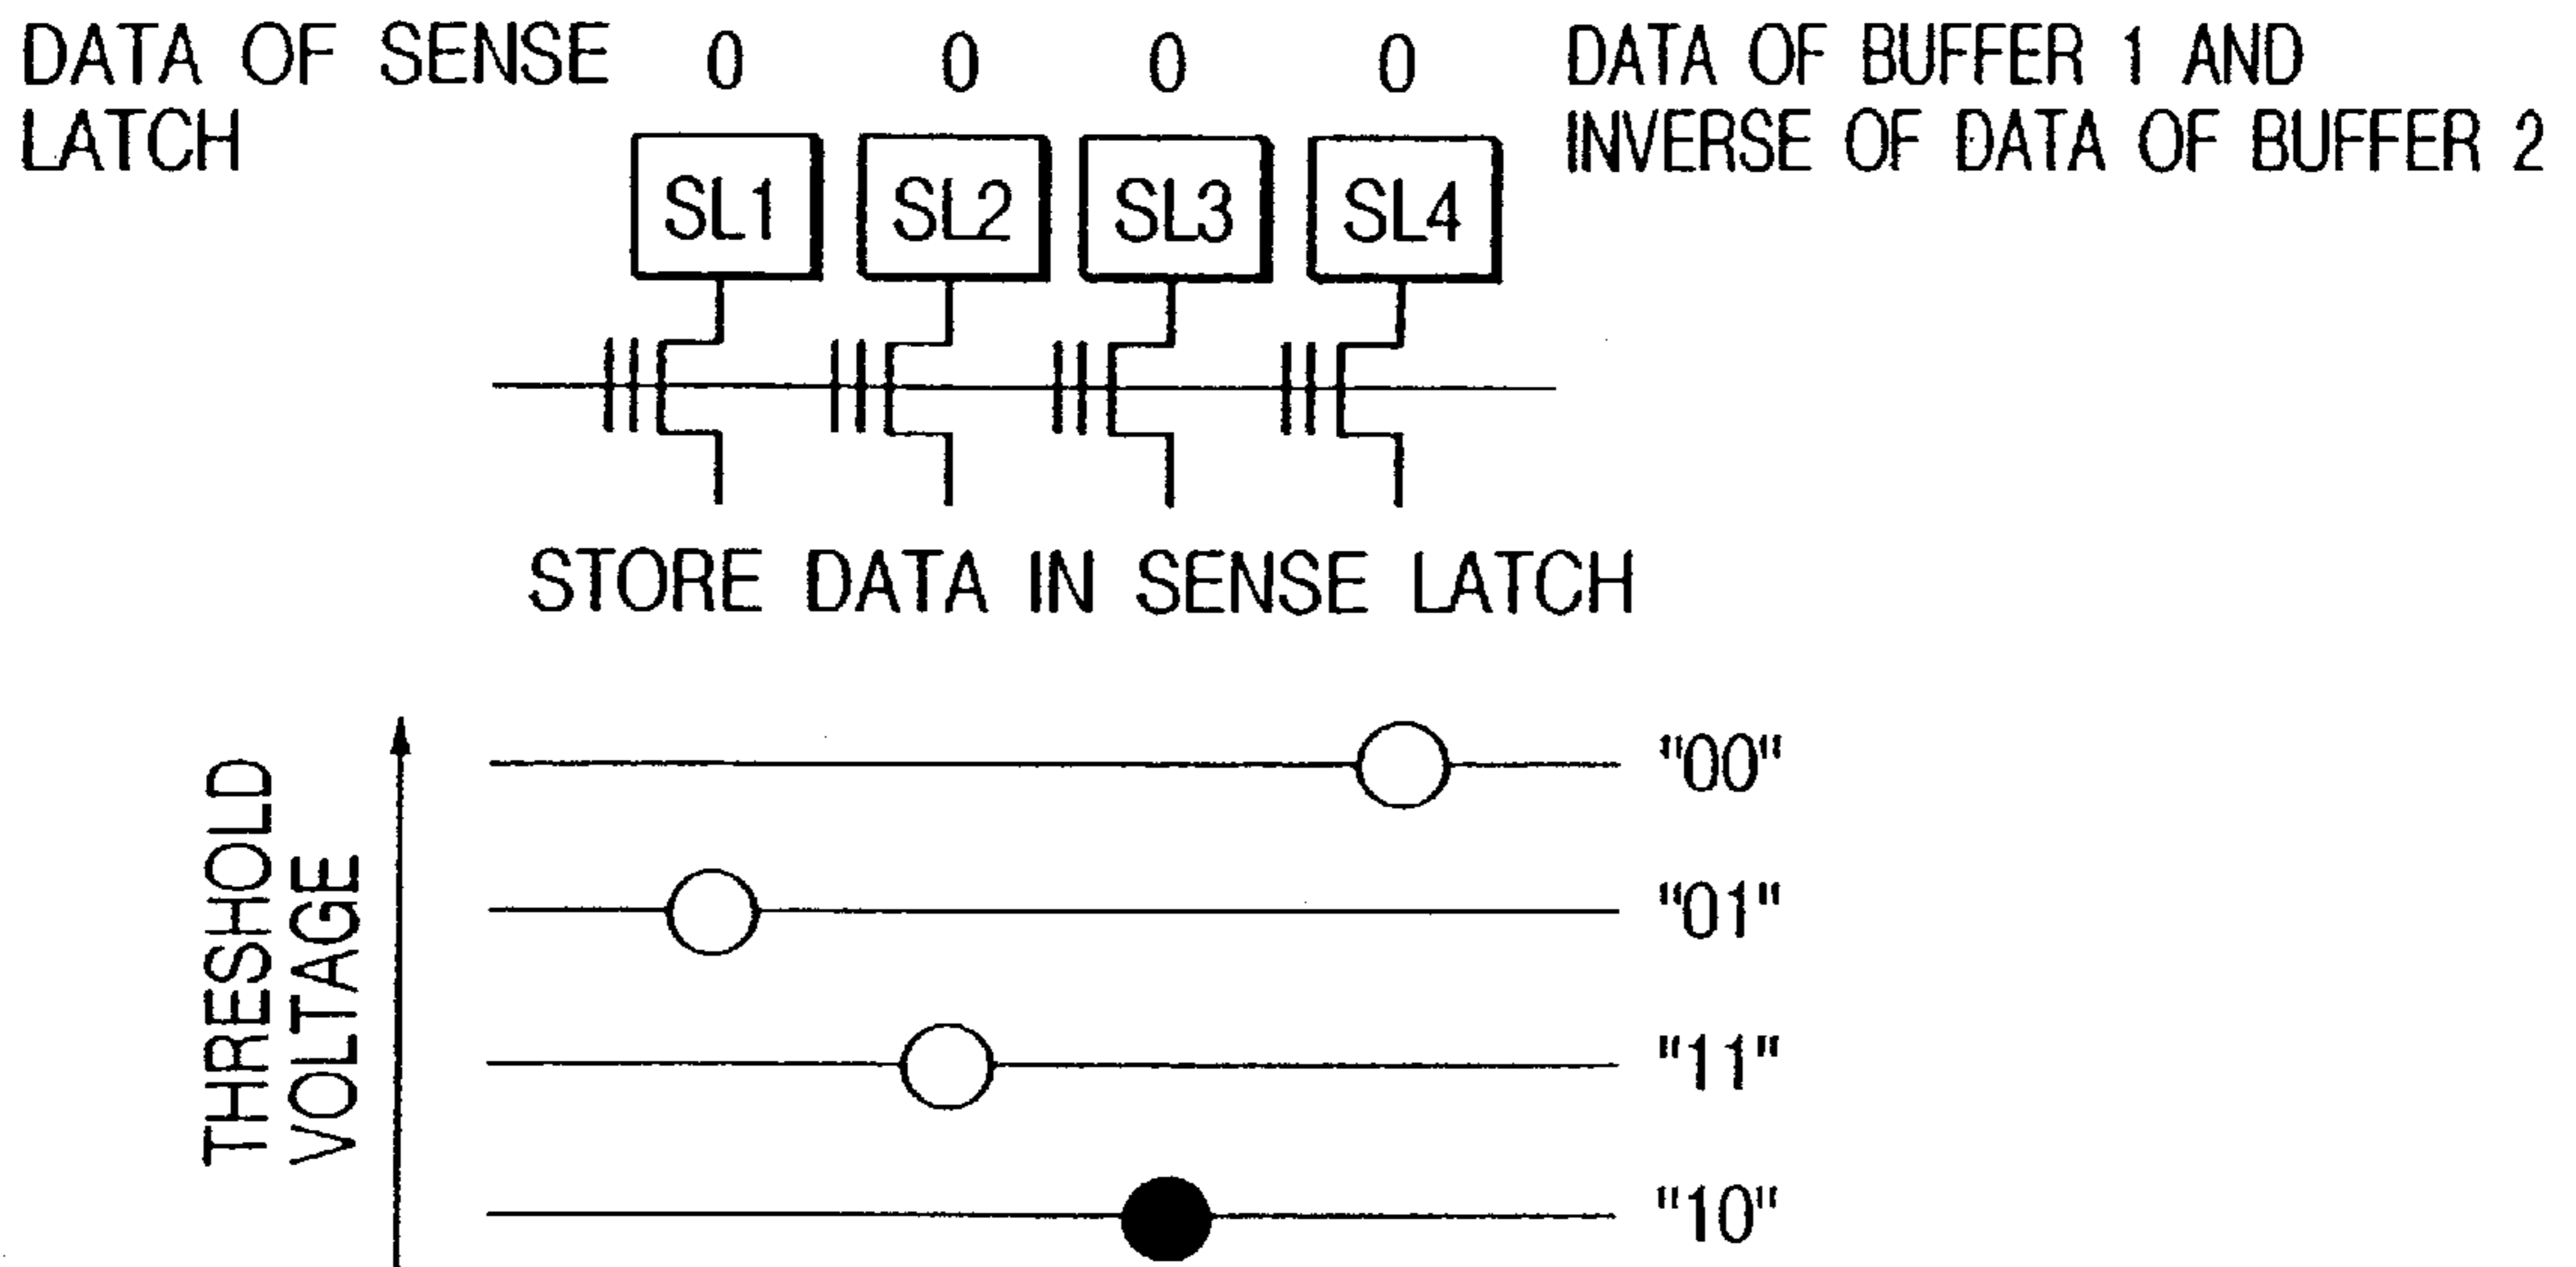 DATA OF SENSE
LATCH
0 0 0 0
DATA OF BUFFER 1 AND
INVERSE OF DATA OF BUFFER 2
SL1 SL2 SL3 SL4
STORE DATA IN SENSE LATCH
THRESHOLD
VOLTAGE
"00"
"01"
"11"
"10"